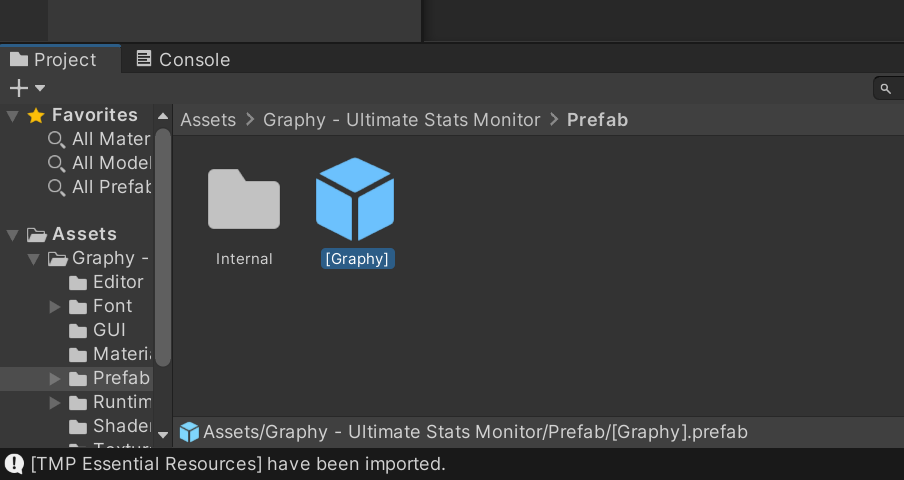 Project
Console
Favorites
All Mater
All Model
All Prefab
Assets
Graphy -
Editor
Font
GUI
Materi
Prefab
Runtim
Shader
Assets > Graphy - Ultimate Stats Monitor > Prefab
Internal
[Graphy]
Assets/Graphy - Ultimate Stats Monitor/Prefab/[Graphy].prefab
[TMP Essential Resources] have been imported.